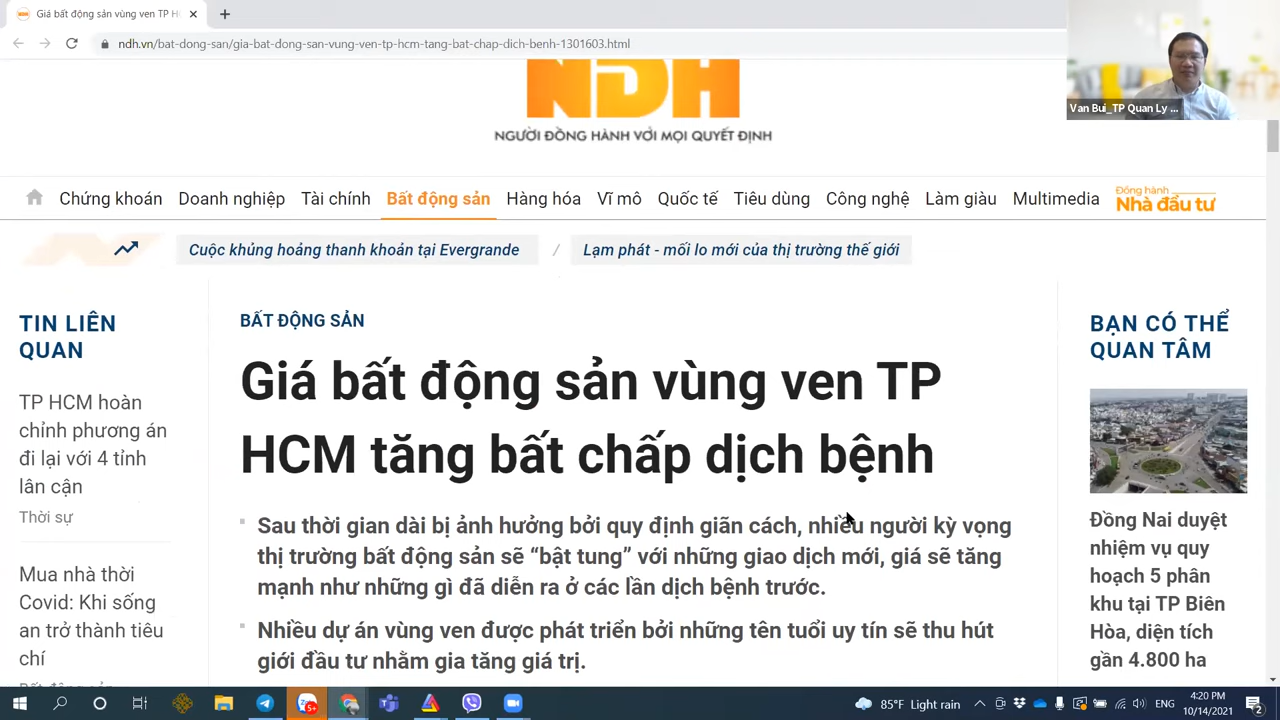 Giá bất động sản vùng ven TP H
ndh.vn/bat-dong-san/gia-bat-dong-san-vung-ven-tp-hcm-tang-bat-chap-dich-benh-1301603.html
Van Bui_TP Quan Ly ...
NDH
NGƯỜI ĐỒNG HÀNH VỚI MỌI QUYẾT ĐỊNH
Chứng khoán Doanh nghiệp Tài chính Bất động sản Hàng hóa Vĩ mô Quốc tế Tiêu dùng Công nghệ Làm giàu Multimedia
Đồng hành
Nhà đầu tư
Cuộc khủng hoảng thanh khoản tại Evergrande / Lạm phát - mối lo mới của thị trường thế giới
TIN LIÊN
QUAN
TP HCM hoàn
chỉnh phương án
đi lại với 4 tỉnh
lân cận
Thời sự
Mua nhà thời
Covid: Khi sống
an trở thành tiêu
chí
Bất động sản
BẤT ĐỘNG SẢN
Giá bất động sản vùng ven TP
HCM tăng bất chấp dịch bệnh
Sau thời gian dài bị ảnh hưởng bởi quy định giãn cách, nhiều người kỳ vọng
thị trường bất động sản sẽ “bật tung” với những giao dịch mới, giá sẽ tăng
mạnh như những gì đã diễn ra ở các lần dịch bệnh trước.
Nhiều dự án vùng ven được phát triển bởi những tên tuổi uy tín sẽ thu hút
giới đầu tư nhằm gia tăng giá trị.
BẠN CÓ THỂ
QUAN TÂM
Đồng Nai duyệt
nhiệm vụ quy
hoạch 5 phân
khu tại TP Biên
Hòa, diện tích
gần 4.800 ha
5+
85°F Light rain
ENG
4:20 PM
10/14/2021
2